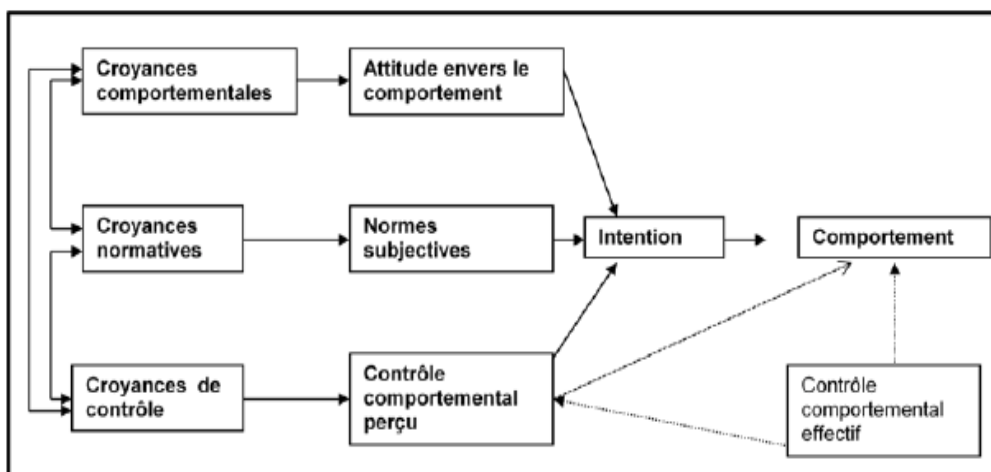 Croyances
comportementales
Attitude envers le
comportement
Croyances
normatives
Normes
subjectives
Intention
Comportement
Croyances de
contrôle
Contrôle
comportemental
perçu
Contrôle
comportemental
effectif